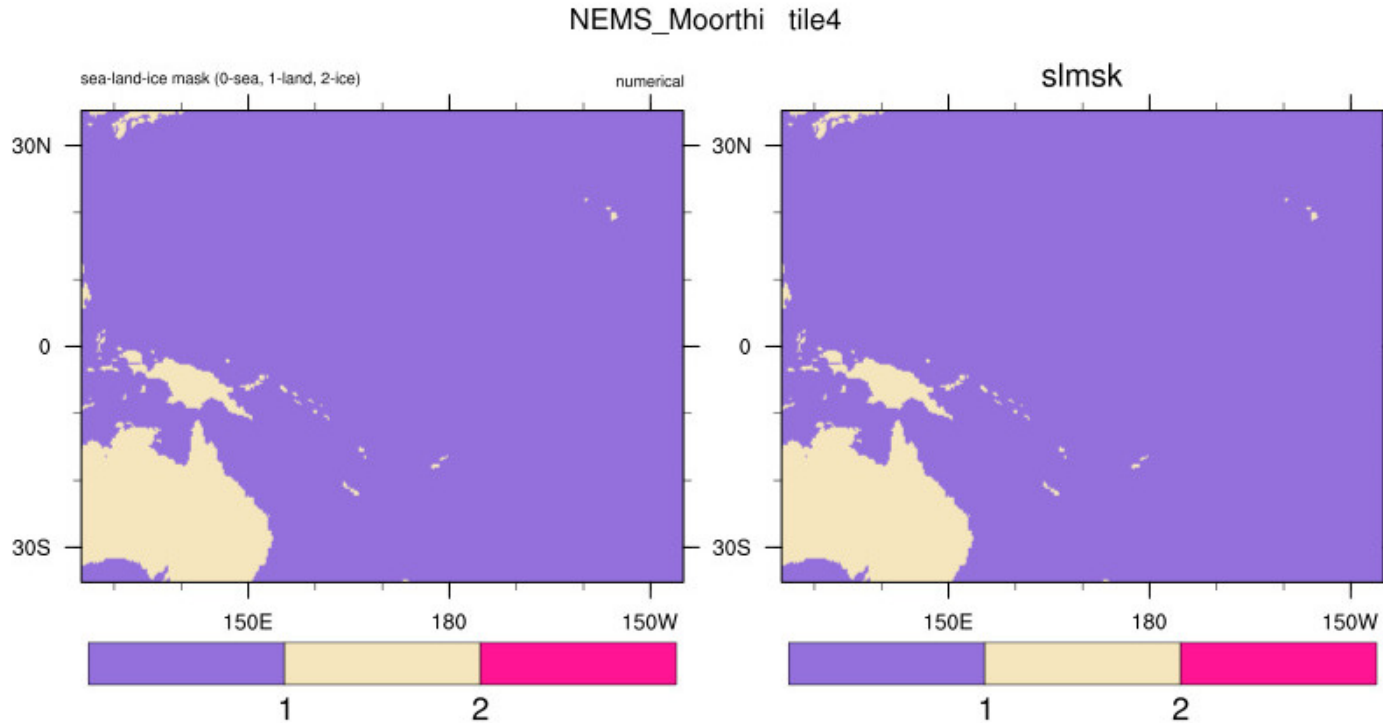 NEMS_Moorthi tile4
sea-land-ice mask (0-sea, 1-land, 2-ice) numerical
slmsk
30N
0
30S
150E 180 150W
1 2
30N
0
30S
150E 180 150W
1 2